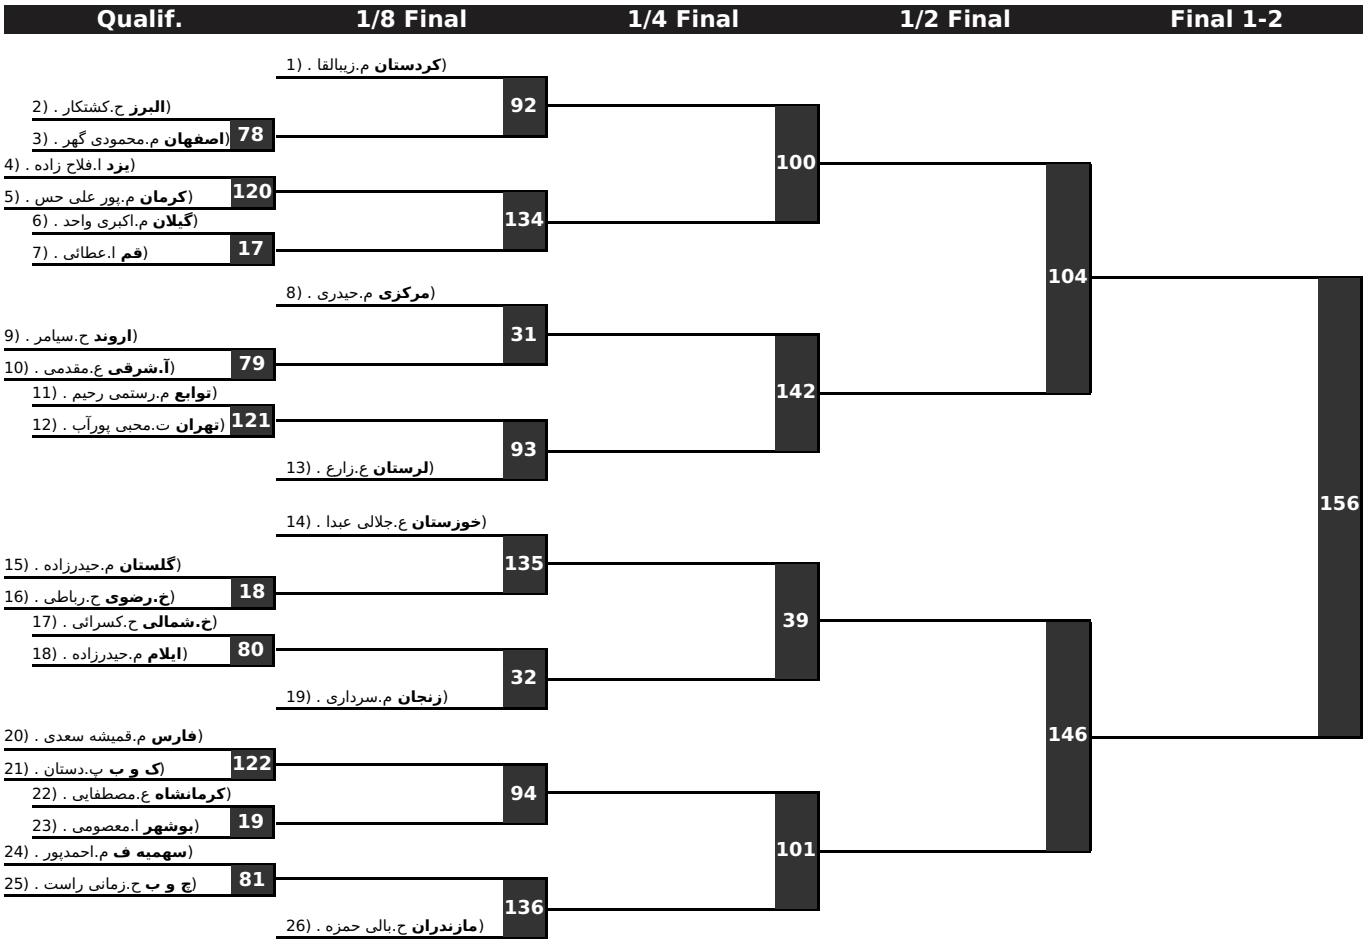 Qualif. 1/8 Final 1/4 Final 1/2 Final Final 1-2
1) . م.زیبالقا کردستان)
92
2) . ح.کشتکار البرز)
78
3) . م.محمودی گهر اصفهان)
100
4) . ا.فلاح زاده یزد)
120
5) . م.پور علی حس کرمان)
134
6) . م.اکبری واحد گیلان)
17
7) . ا.عطائی قم)
104
8) . م.حیدری مرکزی)
31
9) . ح.سیامر اروند)
79
10) . ع.مقدمی آ.شرقی)
142
11) . م.رستمی رحیم توابع)
121
12) . ت.محبی پورآب تهران)
93
13) . ع.زارع لرستان)
156
14) . ع.جلالی عبدا خوزستان)
135
15) . م.حیدرزاده گلستان)
18
16) . ح.رباطی خ.رضوی)
39
17) . ح.کسرائی خ.شمالی)
80
18) . م.حیدرزاده ایلام)
32
19) . م.سرداری زنجان)
146
20) . م.قمیشه سعدی فارس)
122
21) . پ.دستان ک و ب)
94
22) . ع.مصطفایی کرمانشاه)
19
23) . ا.معصومی بوشهر)
101
24) . م.احمدپور سهمیه ف)
81
25) . ح.زمانی راست چ و ب)
136
26) . ح.بالی حمزه مازندران)